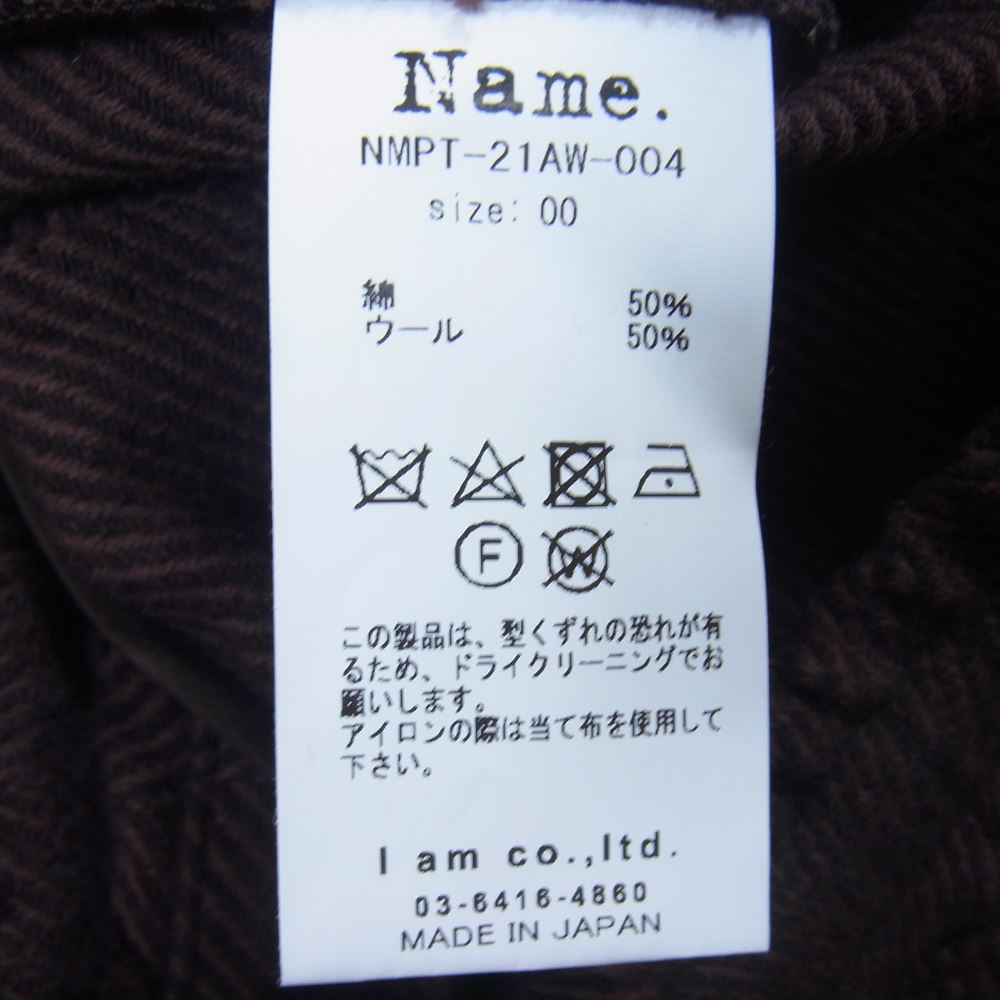 Name.
NMPT-21AW-004
size: 00
綿 50%
ウール 50%
F W
この製品は、型くずれの恐れが有
るため、ドライクリーニングでお
願いします。
アイロンの際は当て布を使用して
下さい。
I am co.,ltd.
03-6416-4860
MADE IN JAPAN